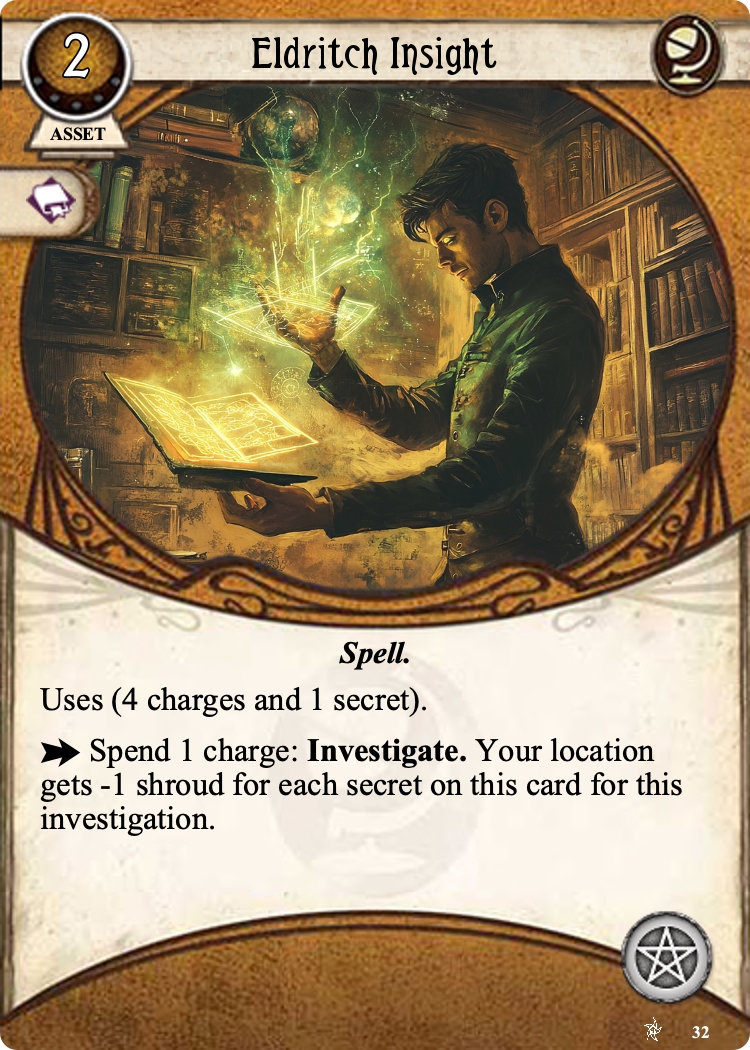 2
Eldritch Insight
ASSET
Spell.
Uses (4 charges and 1 secret).
Spend 1 charge: Investigate. Your location
gets -1 shroud for each secret on this card for this
investigation.
32